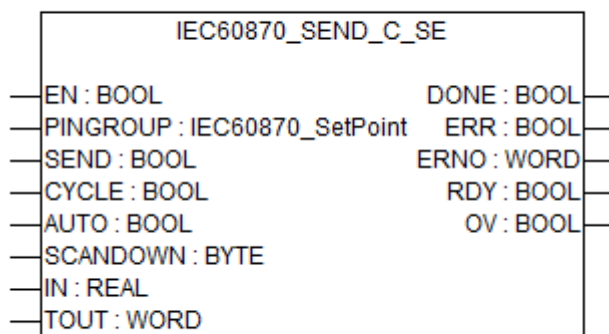 IEC60870_SEND_C_SE
EN : BOOL DONE : BOOL
PINGROUP : IEC60870_SetPoint ERR : BOOL
SEND : BOOL ERNO : WORD
CYCLE : BOOL RDY : BOOL
AUTO : BOOL OV : BOOL
SCANDOWN : BYTE
IN : REAL
TOUT : WORD